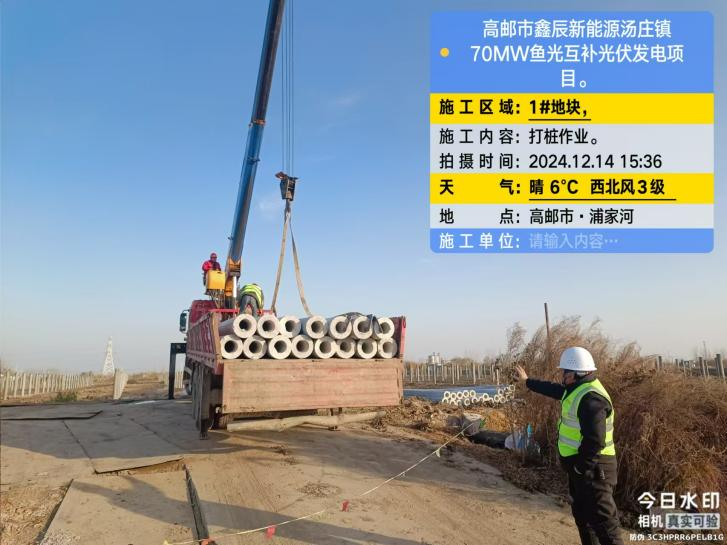 高邮市鑫辰新能源汤庄镇
70MW鱼光互补光伏发电项
目。
施工区域：1#地块，
施工内容：打桩作业。
拍摄时间：2024.12.14 15:36
天气：晴 6℃ 西北风3级
地点：高邮市·浦家河
施工单位：请输入内容…
今日水印
相机 真实可验
防伪 3C3HPRR6PELB1G